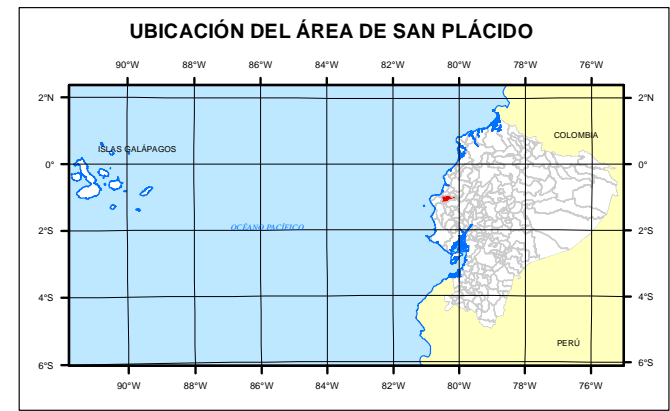 UBICACIÓN DEL ÁREA DE SAN PLÁCIDO
90°W 88°W 86°W 84°W 82°W 80°W 78°W 76°W
2°N 2°N
COLOMBIA
ISLAS GALÁPAGOS
0° 0°
2°S 2°S
OCÉANO PACÍFICO
4°S 4°S
PERÚ
6°S 6°S
90°W 88°W 86°W 84°W 82°W 80°W 78°W 76°W